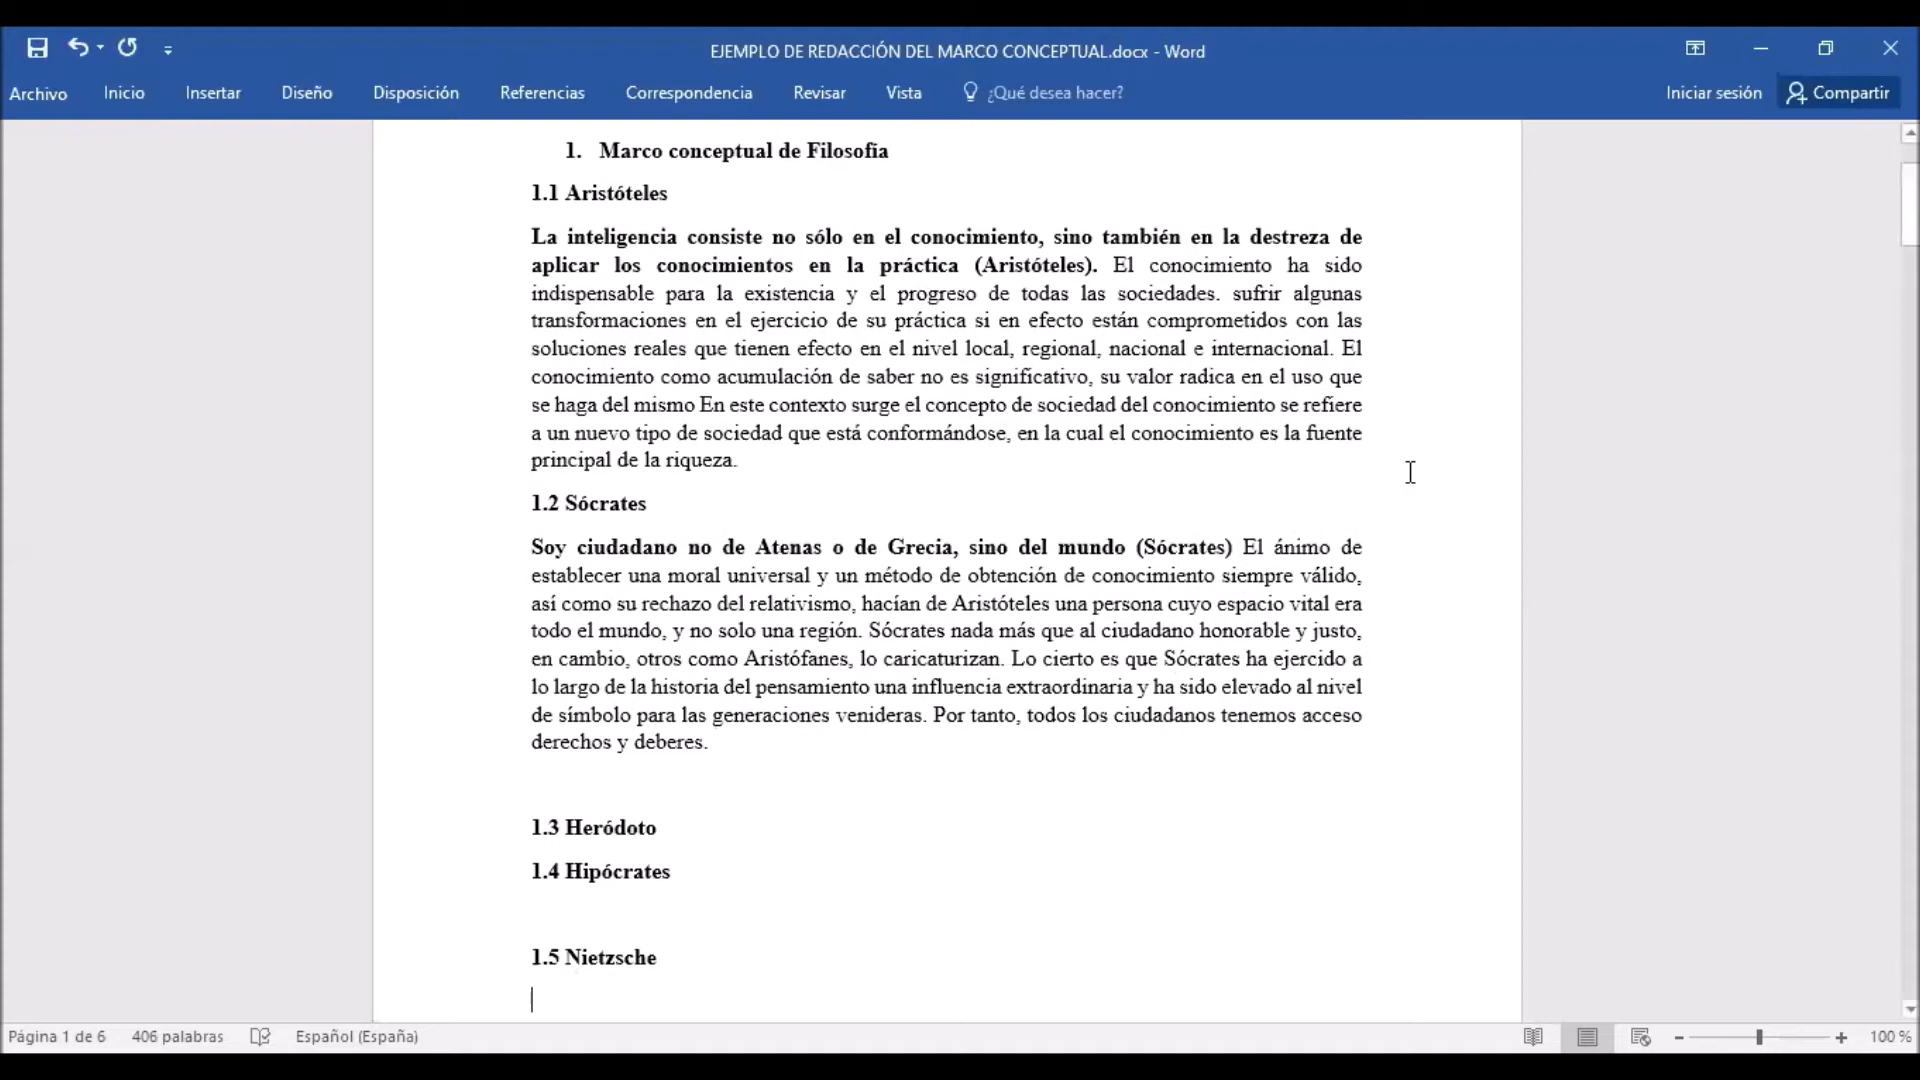 EJEMPLO DE REDACCIÓN DEL MARCO CONCEPTUAL.docx - Word
Archivo Inicio Insertar Diseño Disposición Referencias Correspondencia Revisar Vista ¿Qué desea hacer? Iniciar sesión Compartir
1. Marco conceptual de Filosofía
1.1 Aristóteles
La inteligencia consiste no sólo en el conocimiento, sino también en la destreza de
aplicar los conocimientos en la práctica (Aristóteles). El conocimiento ha sido
indispensable para la existencia y el progreso de todas las sociedades. sufrir algunas
transformaciones en el ejercicio de su práctica si en efecto están comprometidos con las
soluciones reales que tienen efecto en el nivel local, regional, nacional e internacional. El
conocimiento como acumulación de saber no es significativo, su valor radica en el uso que
se haga del mismo En este contexto surge el concepto de sociedad del conocimiento se refiere
a un nuevo tipo de sociedad que está conformándose, en la cual el conocimiento es la fuente
principal de la riqueza.
1.2 Sócrates
Soy ciudadano no de Atenas o de Grecia, sino del mundo (Sócrates) El ánimo de
establecer una moral universal y un método de obtención de conocimiento siempre válido,
así como su rechazo del relativismo, hacían de Aristóteles una persona cuyo espacio vital era
todo el mundo, y no solo una región. Sócrates nada más que al ciudadano honorable y justo,
en cambio, otros como Aristófanes, lo caricaturizan. Lo cierto es que Sócrates ha ejercido a
lo largo de la historia del pensamiento una influencia extraordinaria y ha sido elevado al nivel
de símbolo para las generaciones venideras. Por tanto, todos los ciudadanos tenemos acceso
derechos y deberes.
1.3 Heródoto
1.4 Hipócrates
1.5 Nietzsche
Página 1 de 6 406 palabras Español (España) 100 %